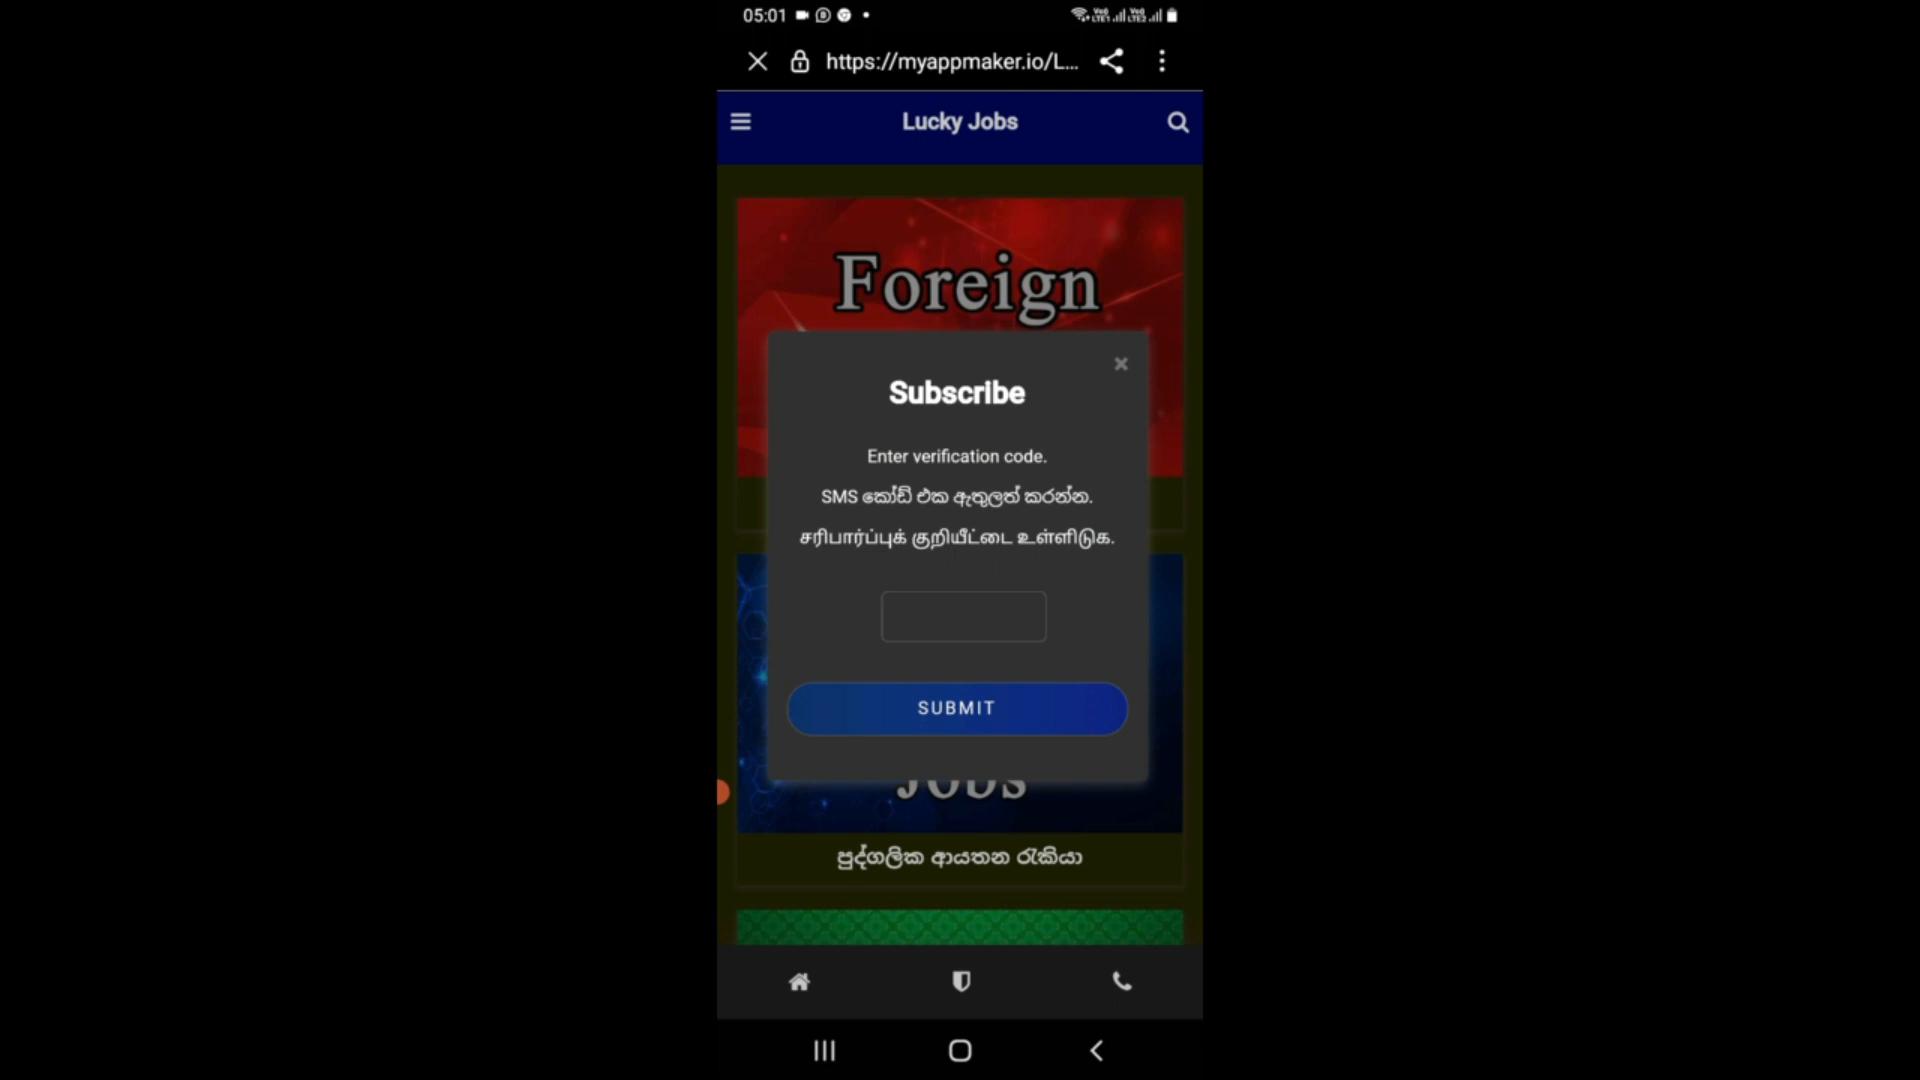 05:01
https://myappmaker.io/L...
Lucky Jobs
Foreign
Subscribe
Enter verification code.
SMS කෝඩ් එක ඇතුලත් කරන්න.
சரிபார்ப்புக் குறியீட்டை உள்ளிடுக.
SUBMIT
Jobs
පුද්ගලික ආයතන රැකියා